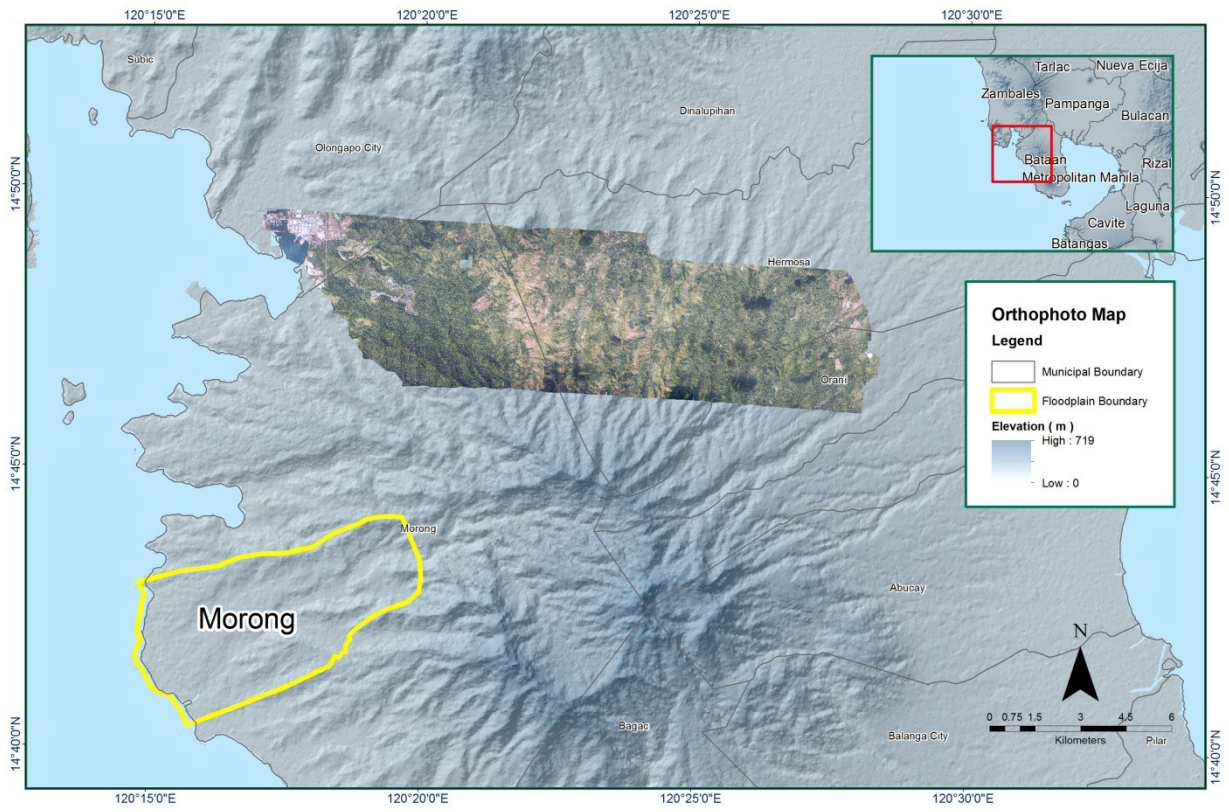 120°15'0"E
120°20'0"E
120°25'0"E
120°30'0"E
Subic
Olongapo City
Dinalupihan
Tarlac
Nueva Ecija
Zambales
Pampanga
Bulacan
Bataan
Rizal
Metropolitan Manila
Laguna
Cavite
Batangas
14°50'0"N
14°50'0"N
Hermosa
Orani
Orthophoto Map
Legend
Municipal Boundary
Floodplain Boundary
Elevation ( m )
High : 719
Low : 0
14°45'0"N
14°45'0"N
Morong
Morong
Abucay
N
0 0.75 1.5 3 4.5 6
Kilometers
Bagac
Balanga City
Pilar
14°40'0"N
14°40'0"N
120°15'0"E
120°20'0"E
120°25'0"E
120°30'0"E